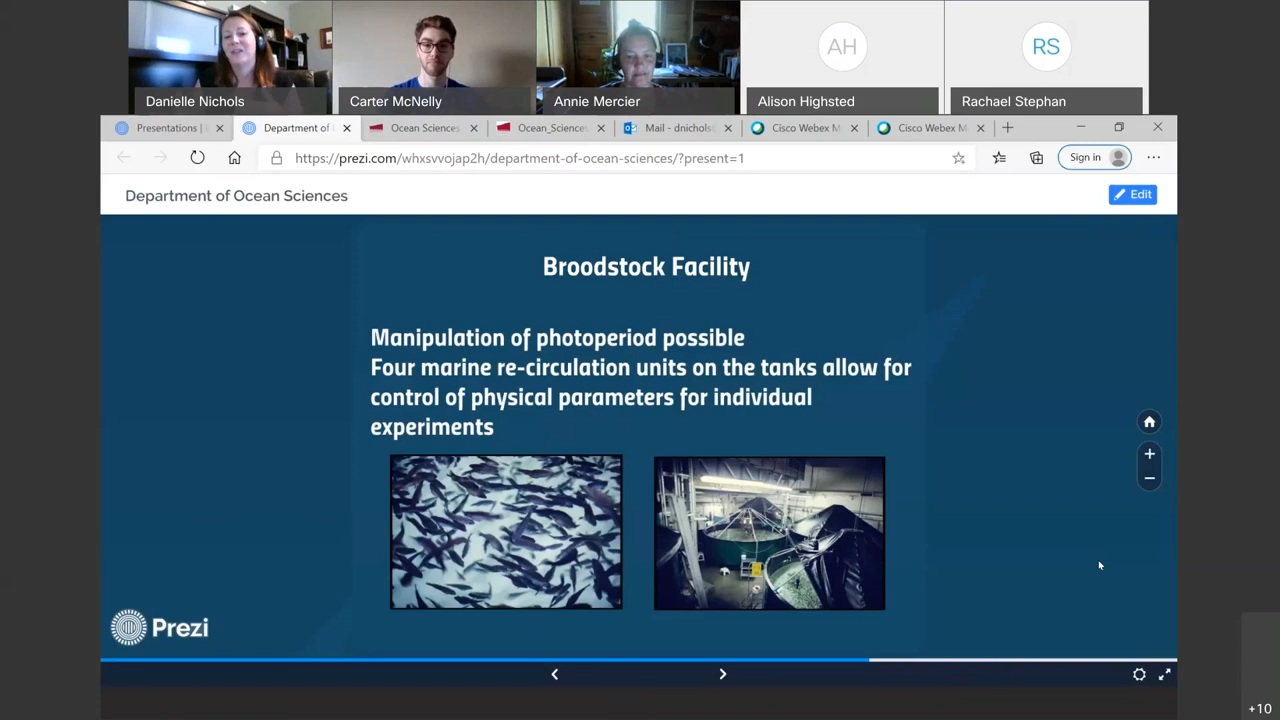 AH
RS
Danielle Nichols
Carter McNelly
Annie Mercier
Alison Highsted
Rachael Stephan
Presentations |
Department of
Ocean Sciences
Ocean_Sciences
Mail - dnichols@
Cisco Webex M
Cisco Webex M
https://prezi.com/whxsvvojap2h/department-of-ocean-sciences/?present=1
Sign in
Department of Ocean Sciences
Edit
Broodstock Facility
Manipulation of photoperiod possible
Four marine re-circulation units on the tanks allow for
control of physical parameters for individual
experiments
Prezi
+10